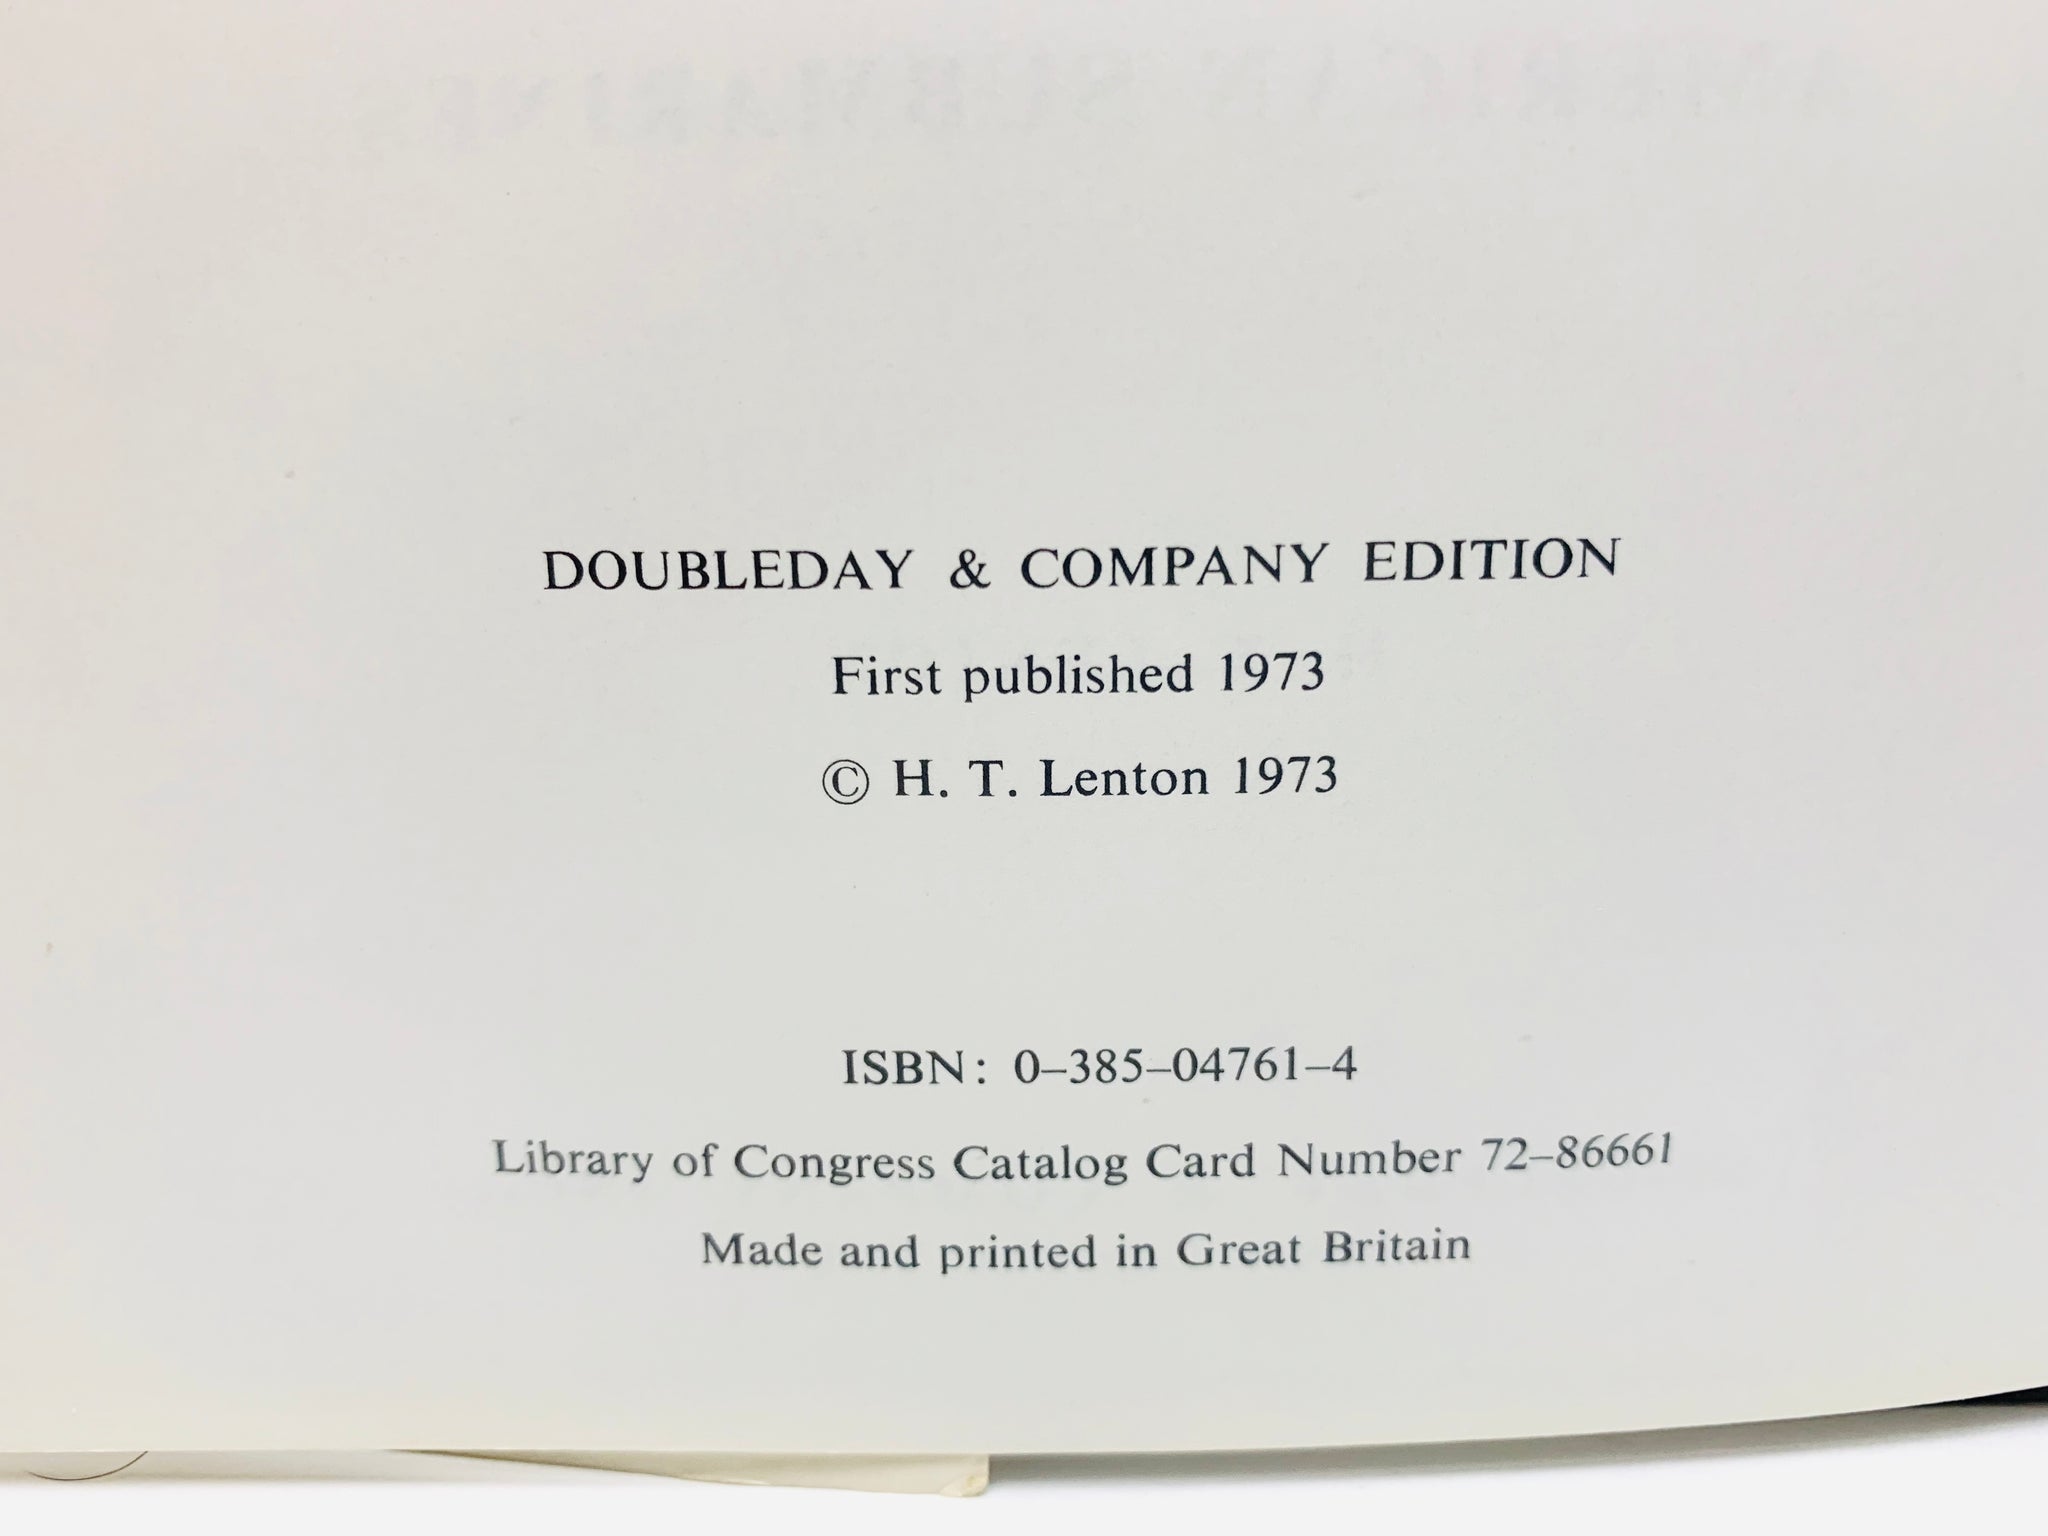 DOUBLEDAY & COMPANY EDITION
First published 1973
© H. T. Lenton 1973
ISBN: 0–385–04761–4
Library of Congress Catalog Card Number 72–86661
Made and printed in Great Britain